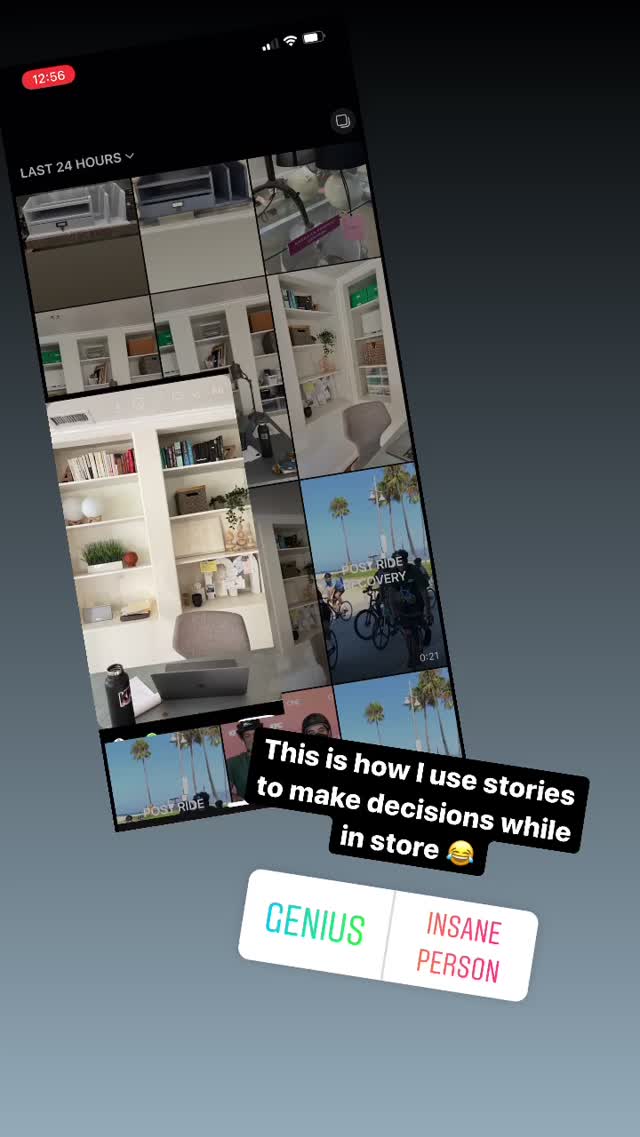 12:56
LAST 24 HOURS
POST RIDE
RECOVERY
0:21
POST RIDE
This is how I use stories
to make decisions while
in store 😂
GENIUS
INSANE
PERSON